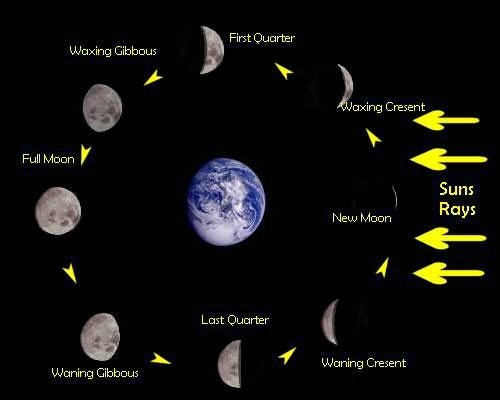 First Quarter
Waxing Gibbous
Waxing Cresent
Full Moon
Suns
Rays
New Moon
Last Quarter
Waning Cresent
Waning Gibbous